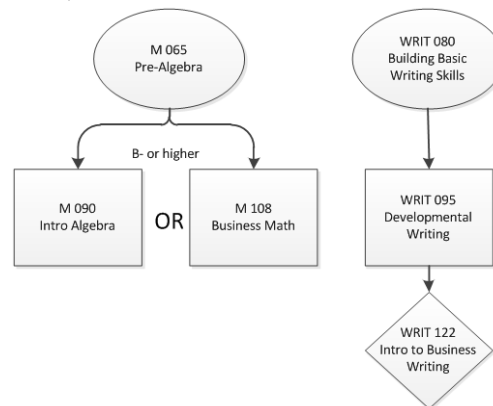 M 065
Pre-Algebra
B- or higher
M 090
Intro Algebra
OR
M 108
Business Math
WRIT 080
Building Basic
Writing Skills
WRIT 095
Developmental
Writing
WRIT 122
Intro to Business
Writing